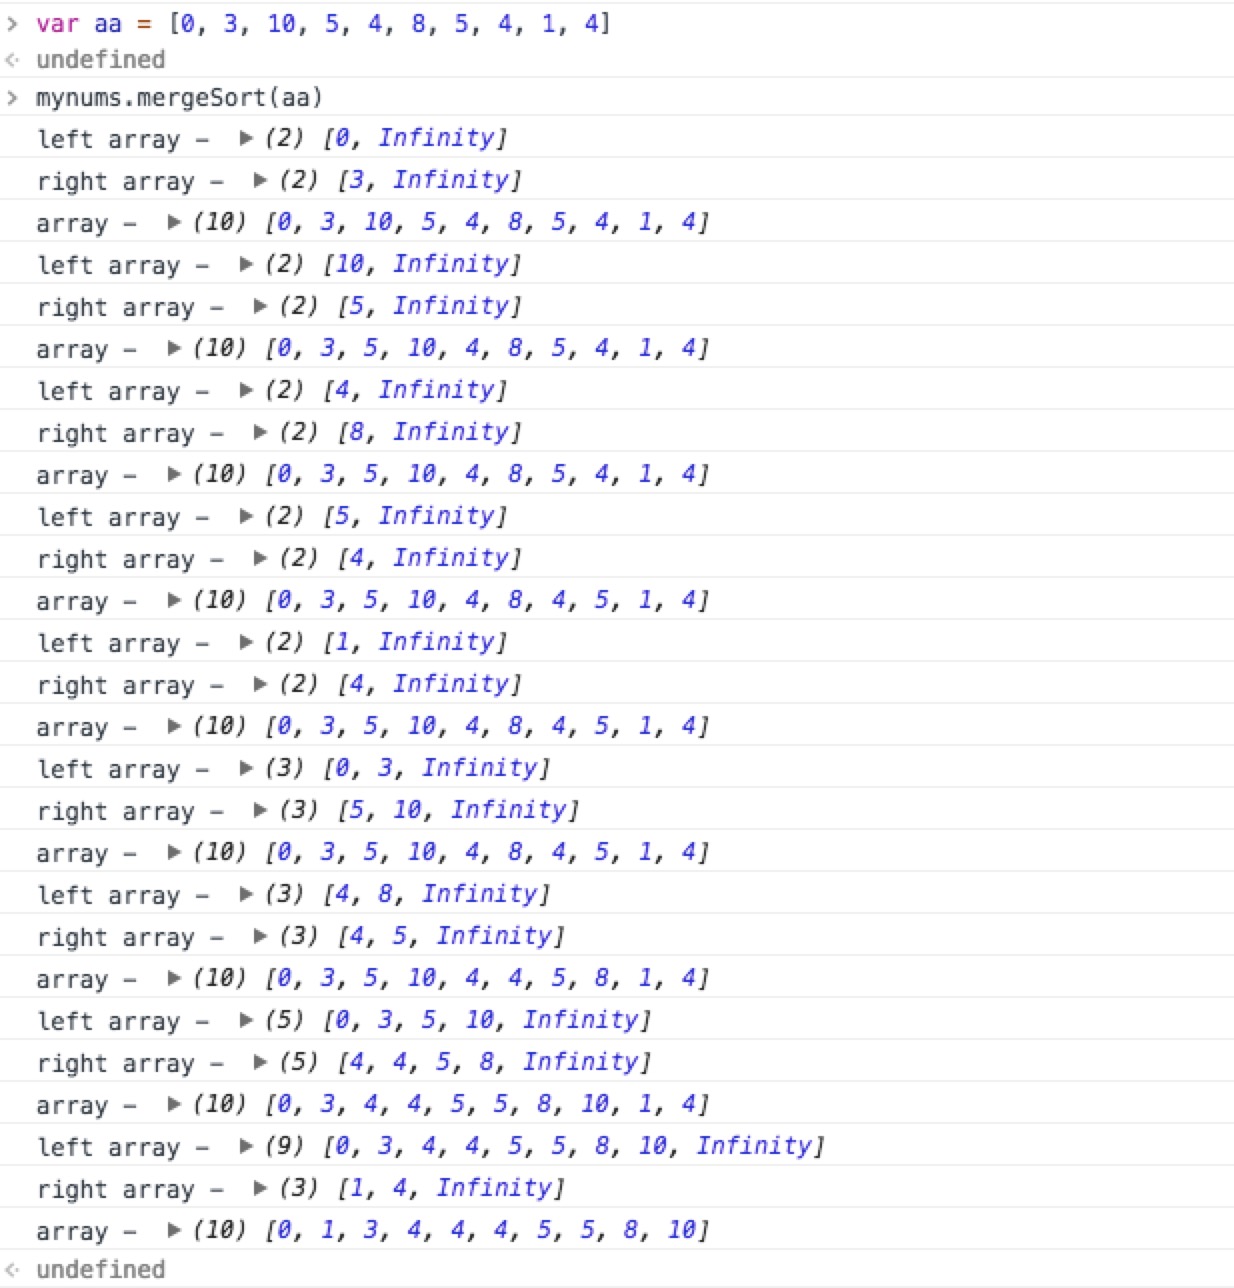 > var aa = [0, 3, 10, 5, 4, 8, 5, 4, 1, 4]
<· undefined
> mynums.mergeSort(aa)
left array – ▶ (2) [0, Infinity]
right array – ▶ (2) [3, Infinity]
array – ▶ (10) [0, 3, 10, 5, 4, 8, 5, 4, 1, 4]
left array – ▶ (2) [10, Infinity]
right array – ▶ (2) [5, Infinity]
array – ▶ (10) [0, 3, 5, 10, 4, 8, 5, 4, 1, 4]
left array – ▶ (2) [4, Infinity]
right array – ▶ (2) [8, Infinity]
array – ▶ (10) [0, 3, 5, 10, 4, 8, 5, 4, 1, 4]
left array – ▶ (2) [5, Infinity]
right array – ▶ (2) [4, Infinity]
array – ▶ (10) [0, 3, 5, 10, 4, 8, 4, 5, 1, 4]
left array – ▶ (2) [1, Infinity]
right array – ▶ (2) [4, Infinity]
array – ▶ (10) [0, 3, 5, 10, 4, 8, 4, 5, 1, 4]
left array – ▶ (3) [0, 3, Infinity]
right array – ▶ (3) [5, 10, Infinity]
array – ▶ (10) [0, 3, 5, 10, 4, 8, 4, 5, 1, 4]
left array – ▶ (3) [4, 8, Infinity]
right array – ▶ (3) [4, 5, Infinity]
array – ▶ (10) [0, 3, 5, 10, 4, 4, 5, 8, 1, 4]
left array – ▶ (5) [0, 3, 5, 10, Infinity]
right array – ▶ (5) [4, 4, 5, 8, Infinity]
array – ▶ (10) [0, 3, 4, 4, 5, 5, 8, 10, 1, 4]
left array – ▶ (9) [0, 3, 4, 4, 5, 5, 8, 10, Infinity]
right array – ▶ (3) [1, 4, Infinity]
array – ▶ (10) [0, 1, 3, 4, 4, 4, 5, 5, 8, 10]
<· undefined